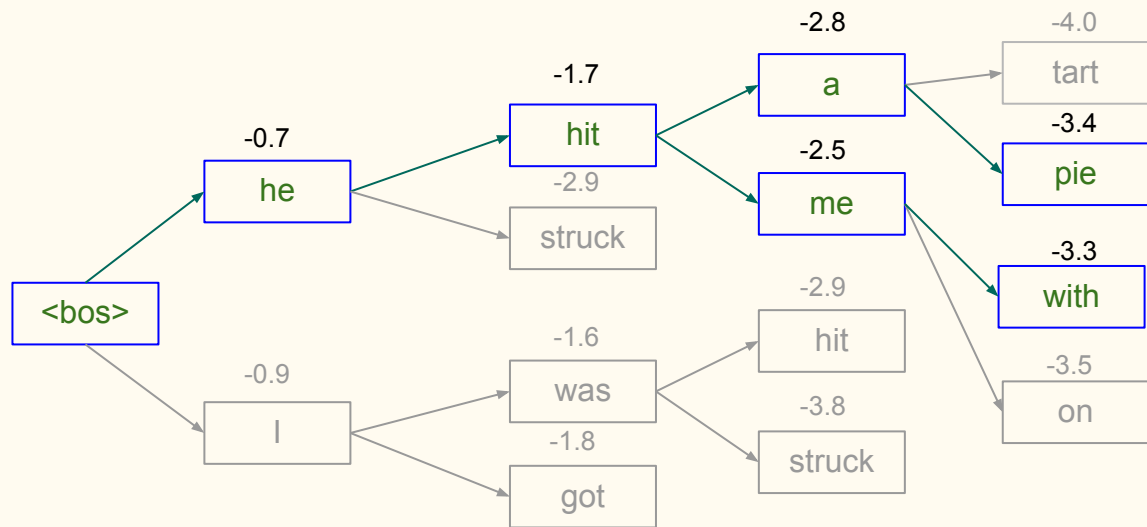 -2.8
-4.0
a
tart
-1.7
hit
-0.7
he
-3.4
pie
-2.5
me
-2.9
struck
-3.3
with
<bos>
-2.9
hit
-1.6
was
-0.9
I
-3.5
on
-3.8
struck
-1.8
got